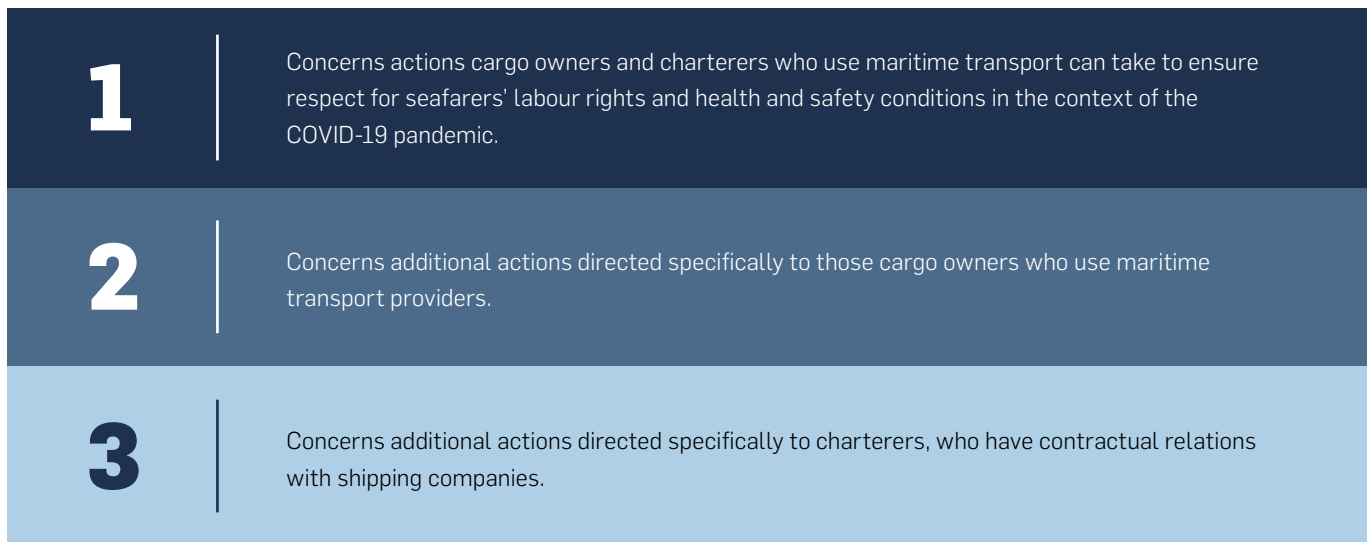 1
Concerns actions cargo owners and charterers who use maritime transport can take to ensure
respect for seafarers’ labour rights and health and safety conditions in the context of the
COVID-19 pandemic.
2
Concerns additional actions directed specifically to those cargo owners who use maritime
transport providers.
3
Concerns additional actions directed specifically to charterers, who have contractual relations
with shipping companies.